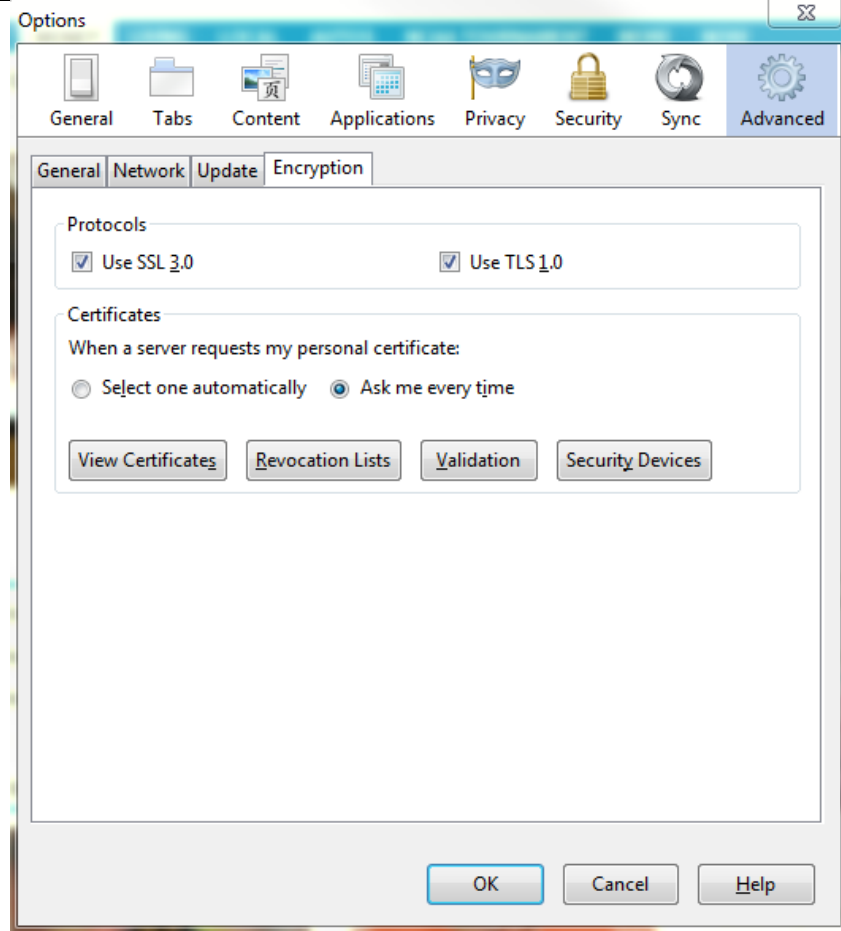 Options
General Tabs Content Applications Privacy Security Sync Advanced
General Network Update Encryption
Protocols
Use SSL 3.0 Use TLS 1.0
Certificates
When a server requests my personal certificate:
Select one automatically Ask me every time
View Certificates Revocation Lists Validation Security Devices
OK Cancel Help